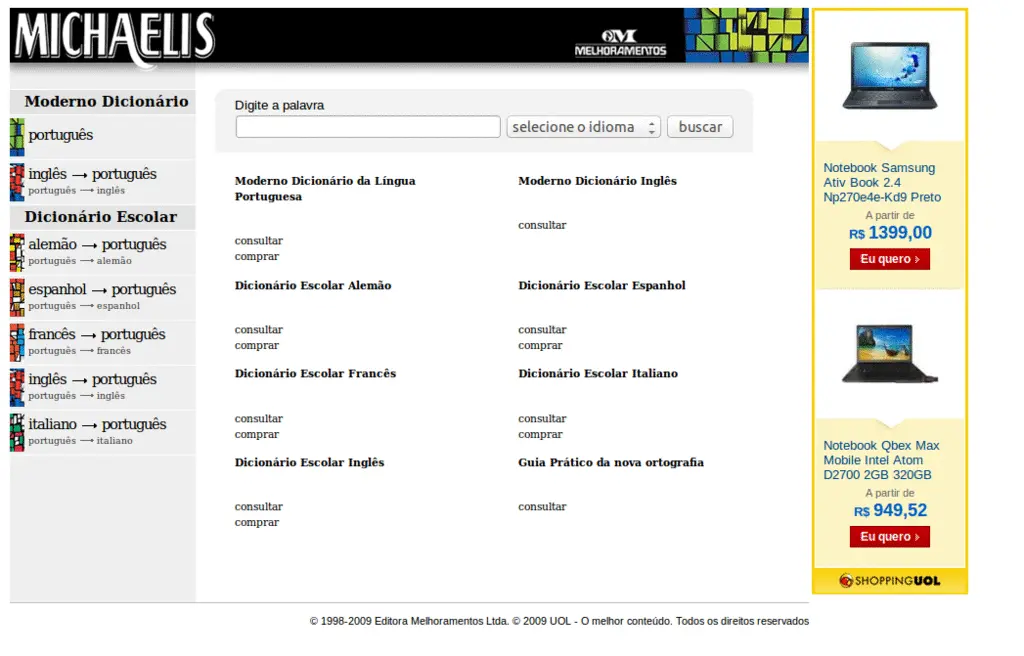 MICHAELIS
MELHORAMENTOS
Moderno Dicionário
português
inglês → português
português → inglês
Dicionário Escolar
alemão → português
português → alemão
espanhol → português
português → espanhol
francês → português
português → francês
inglês → português
português → inglês
italiano → português
português → italiano
Digite a palavra
selecione o idioma
buscar
Moderno Dicionário da Língua
Portuguesa
consultar
comprar
Moderno Dicionário Inglês
consultar
Dicionário Escolar Alemão
consultar
comprar
Dicionário Escolar Espanhol
consultar
comprar
Dicionário Escolar Francês
consultar
comprar
Dicionário Escolar Italiano
consultar
comprar
Dicionário Escolar Inglês
consultar
comprar
Guia Prático da nova ortografia
consultar
Notebook Samsung
Ativ Book 2.4
Np270e4e-Kd9 Preto
A partir de
R$ 1399,00
Eu quero ›
Notebook Qbex Max
Mobile Intel Atom
D2700 2GB 320GB
A partir de
R$ 949,52
Eu quero ›
SHOPPINGUOL
© 1998-2009 Editora Melhoramentos Ltda. © 2009 UOL - O melhor conteúdo. Todos os direitos reservados